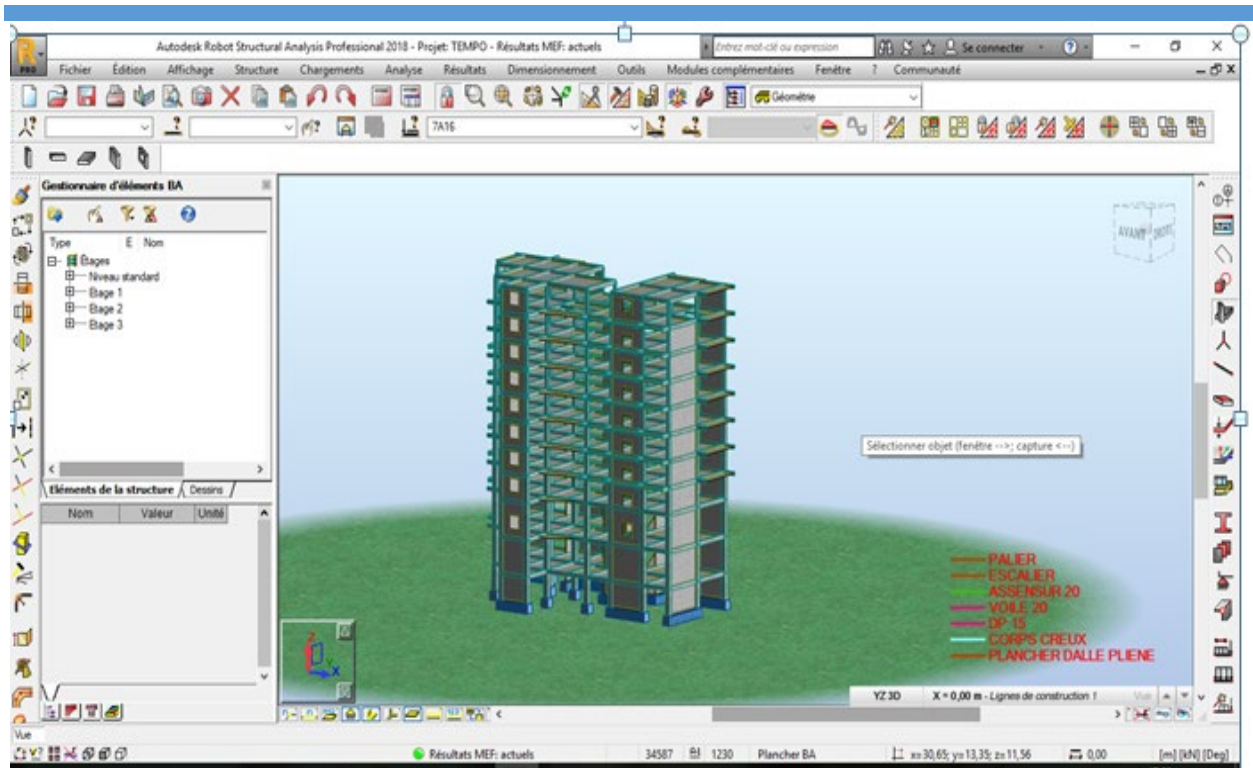 Autodesk Robot Structural Analysis Professional 2018 - Projet: TEMPO - Résultats MEF: actuels
Entrez mot-clé ou expression
Se connecter
PRO
Fichier Édition Affichage Structure Chargements Analyse Résultats Dimensionnement Outils Modules complémentaires Fenêtre ? Communauté
Géométrie
7A16
Gestionnaire d'éléments BA
Type E Nom
Étages
Niveau standard
Etage 1
Etage 2
Etage 3
AVANT DROITE
Sélectionner objet (fenêtre -->; capture <--)
Eléments de la structure Dessins
Nom Valeur Unité
PALIER
ESCALIER
ASSENSUR 20
VOILE 20
DP 15
CORPS CREUX
PLANCHER DALLE PLIENE
Z
Y
X
YZ 3D X = 0,00 m - Lignes de construction 1 Vue
Vue
Résultats MEF: actuels 34587 1230 Plancher BA x=30,65; y=13,35; z=11,56 0,00 [m] [kN] [Deg]